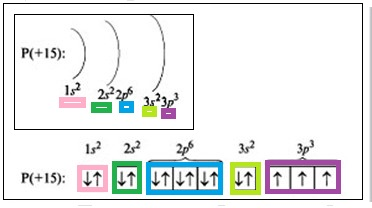 P(+15):
1s² 2s² 2p⁶ 3s² 3p³
1s² 2s² 2p⁶ 3s² 3p³
P(+15): ↓↑ ↓↑ ↓↑ ↓↑ ↓↑ ↓↑ ↑ ↑ ↑